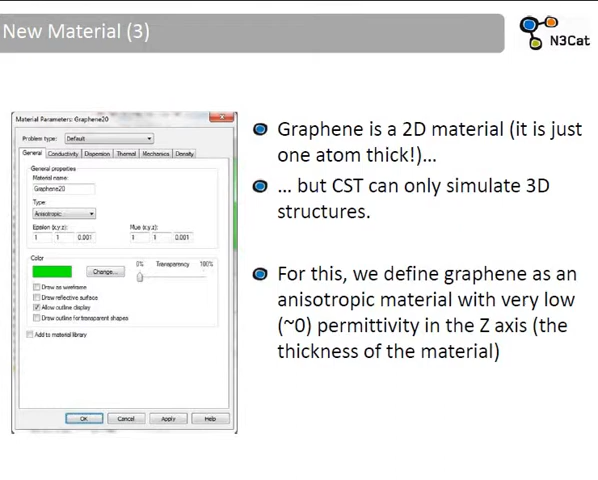 New Material (3)
N3Cat
Material Parameters: Graphene20
Problem type: Default
General Conductivity Dispersion Thermal Mechanics Density
General properties
Material name:
Graphene20
Type:
Anisotropic
Epsilon (x,y,z): Mue (x,y,z):
1 1 0.001 1 1 0.001
Color
0% Transparency 100%
Change...
Draw as wireframe
Draw reflective surface
Allow outline display
Draw outline for transparent shapes
Add to material library
OK Cancel Apply Help
Graphene is a 2D material (it is just
one atom thick!)...
... but CST can only simulate 3D
structures.
For this, we define graphene as an
anisotropic material with very low
(~0) permittivity in the Z axis (the
thickness of the material)